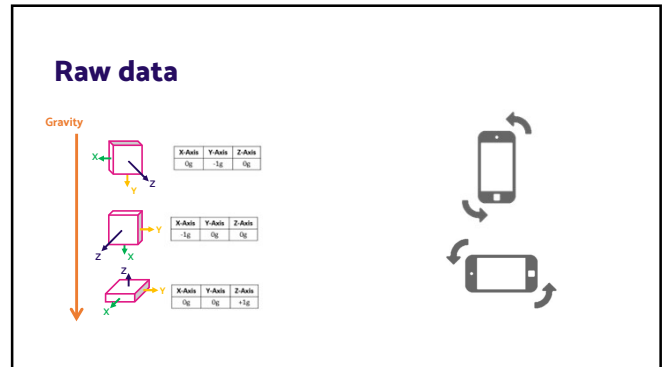 Raw data
Gravity
X
Z
Y
X-Axis Y-Axis Z-Axis
0g -1g 0g
Y
Z
X
X-Axis Y-Axis Z-Axis
-1g 0g 0g
Z
Y
X
X-Axis Y-Axis Z-Axis
0g 0g +1g